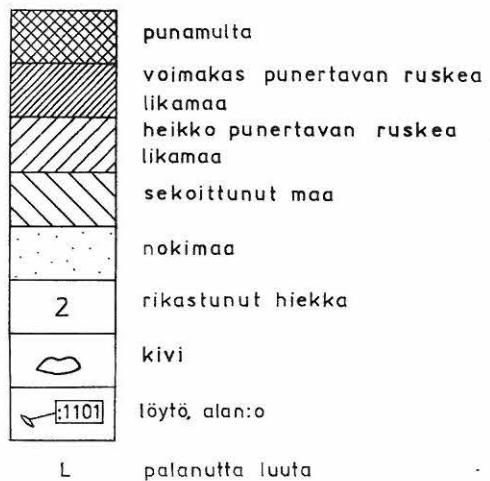 punamulta
voimakas punertavan ruskea
likamaa
heikko punertavan ruskea
likamaa
sekoittunut maa
nokimaa
2 rikastunut hiekka
kivi
:1101 löytö, alan:o
L palanutta luuta